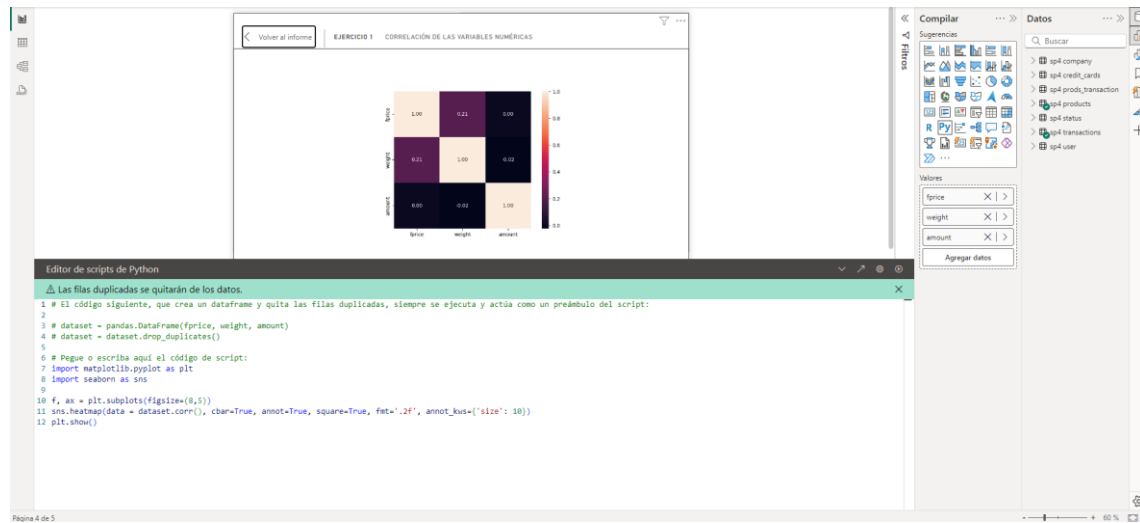 Volver al informe
EJERCICIO 1 CORRELACIÓN DE LAS VARIABLES NUMÉRICAS
1.0
0.8
0.6
0.4
0.2
0.0
fprice
1.00 0.21 0.00
weight
0.21 1.00 -0.02
amount
0.00 -0.02 1.00
fprice weight amount
Filtros
Compilar
Sugerencias
R Py
Valores
fprice
weight
amount
Agregar datos
Datos
Buscar
sp4 company
sp4 credit_cards
sp4 prods_transaction
sp4 products
sp4 status
sp4 transactions
sp4 user
Editor de scripts de Python
Las filas duplicadas se quitarán de los datos.
1 # El código siguiente, que crea un dataframe y quita las filas duplicadas, siempre se ejecuta y actúa como un preámbulo del script:
2
3 # dataset = pandas.DataFrame(fprice, weight, amount)
4 # dataset = dataset.drop_duplicates()
5
6 # Pegue o escriba aquí el código de script:
7 import matplotlib.pyplot as plt
8 import seaborn as sns
9
10 f, ax = plt.subplots(figsize=(8,5))
11 sns.heatmap(data = dataset.corr(), cbar=True, annot=True, square=True, fmt='.2f', annot_kws={'size': 10})
12 plt.show()
Página 4 de 5
- + 60 %